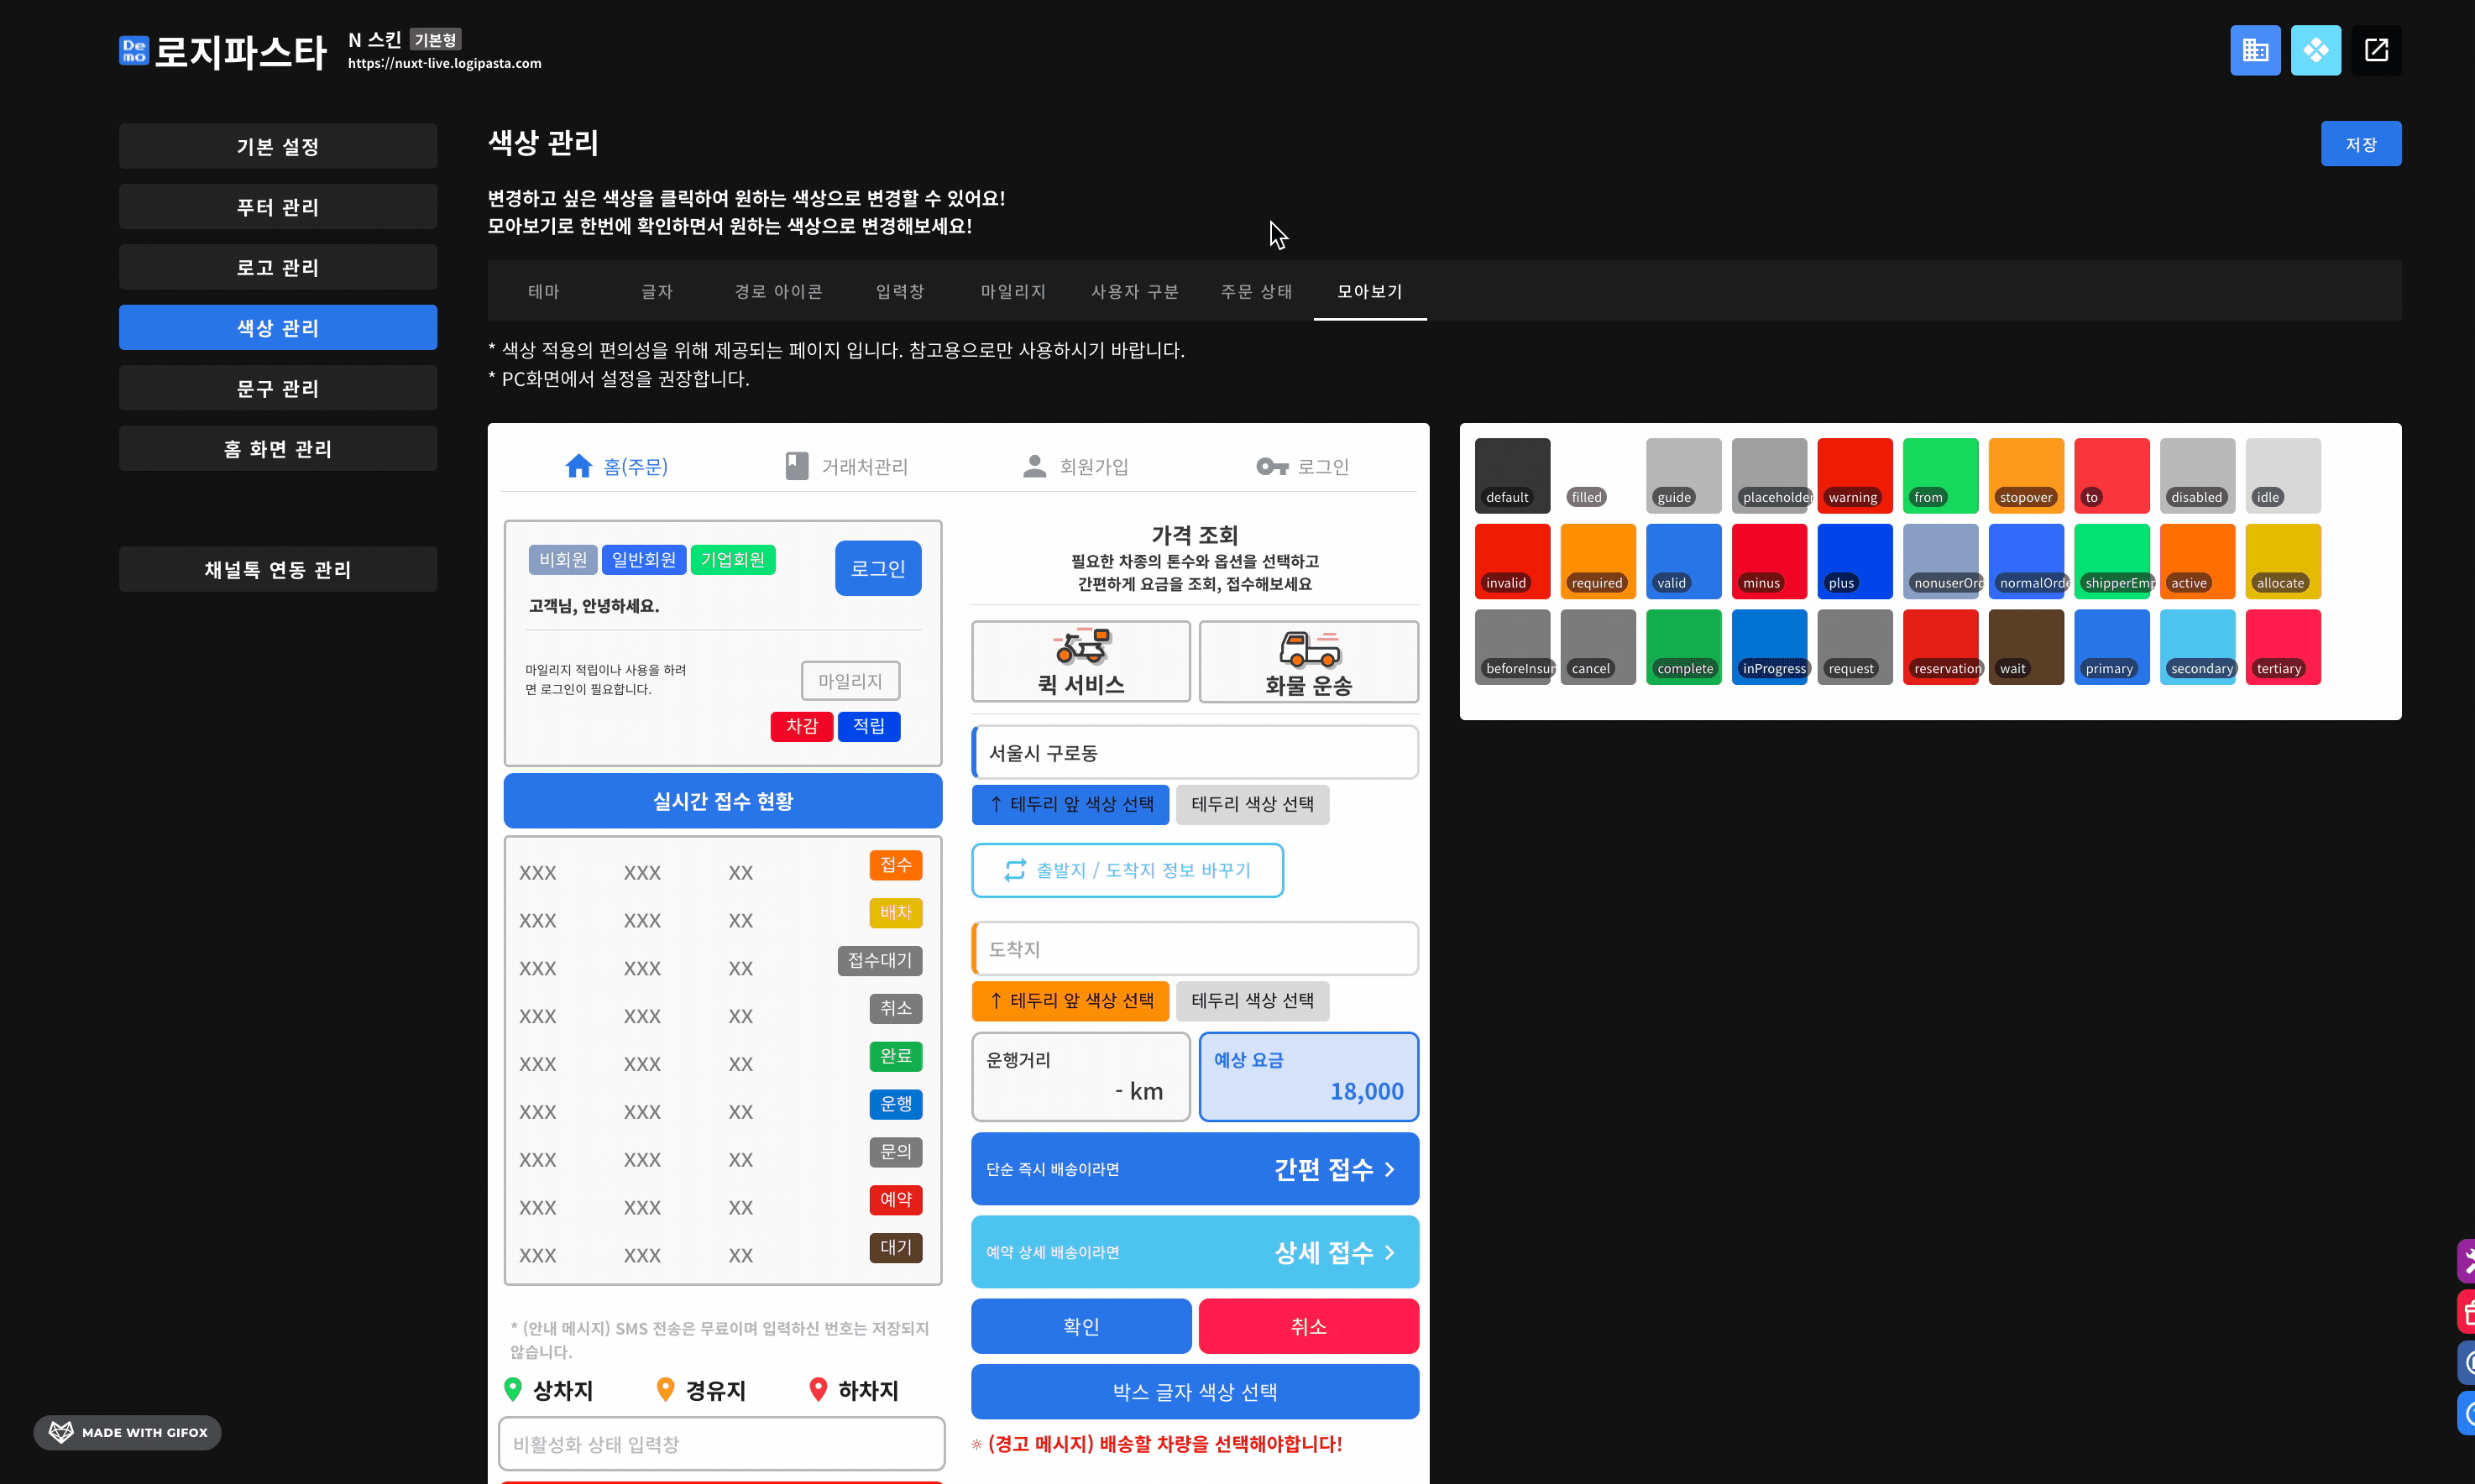 De
mo
로지파스타
N 스킨 기본형
https://nuxt-live.logipasta.com
기본 설정
푸터 관리
로고 관리
색상 관리
문구 관리
홈 화면 관리
채널톡 연동 관리
색상 관리
저장
변경하고 싶은 색상을 클릭하여 원하는 색상으로 변경할 수 있어요!
모아보기로 한번에 확인하면서 원하는 색상으로 변경해보세요!
테마 글자 경로 아이콘 입력창 마일리지 사용자 구분 주문 상태 모아보기
* 색상 적용의 편의성을 위해 제공되는 페이지 입니다. 참고용으로만 사용하시기 바랍니다.
* PC화면에서 설정을 권장합니다.
홈(주문) 거래처관리 회원가입 로그인
비회원 일반회원 기업회원
로그인
고객님, 안녕하세요.
마일리지 적립이나 사용을 하려
면 로그인이 필요합니다.
마일리지
차감 적립
실시간 접수 현황
XXX XXX XX 접수
XXX XXX XX 배차
XXX XXX XX 접수대기
XXX XXX XX 취소
XXX XXX XX 완료
XXX XXX XX 운행
XXX XXX XX 문의
XXX XXX XX 예약
XXX XXX XX 대기
* (안내 메시지) SMS 전송은 무료이며 입력하신 번호는 저장되지
않습니다.
상차지 경유지 하차지
비활성화 상태 입력창
가격 조회
필요한 차종의 톤수와 옵션을 선택하고
간편하게 요금을 조회, 접수해보세요
퀵 서비스 화물 운송
서울시 구로동
↑ 테두리 앞 색상 선택 테두리 색상 선택
출발지 / 도착지 정보 바꾸기
도착지
↑ 테두리 앞 색상 선택 테두리 색상 선택
운행거리
- km
예상 요금
18,000
단순 즉시 배송이라면 간편 접수
예약 상세 배송이라면 상세 접수
확인 취소
박스 글자 색상 선택
※ (경고 메시지) 배송할 차량을 선택해야합니다!
default filled guide placeholder warning from stopover to disabled idle
invalid required valid minus plus nonuserOrd normalOrde shipperEmp active allocate
beforeInsur cancel complete inProgress request reservation wait primary secondary tertiary
MADE WITH GIFOX